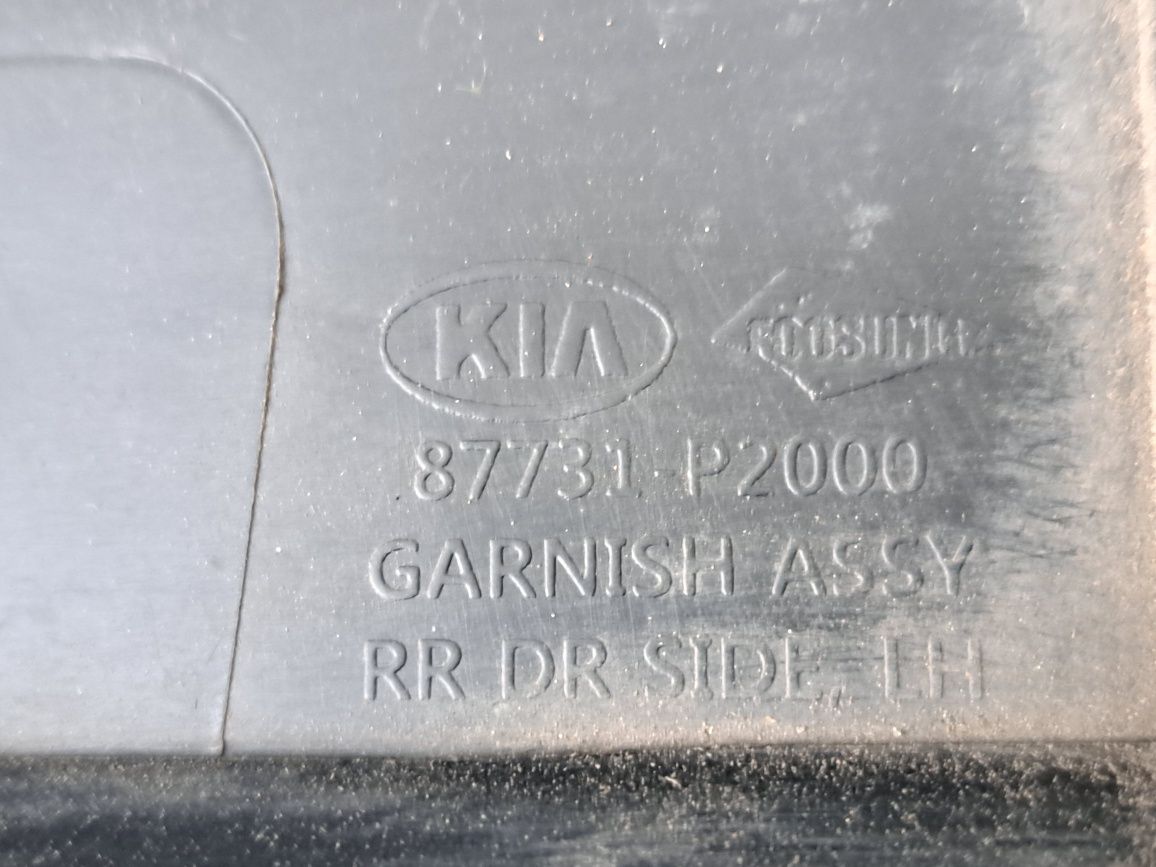 KIA
87731-P2000
GARNISH ASSY
RR DR SIDE, LH